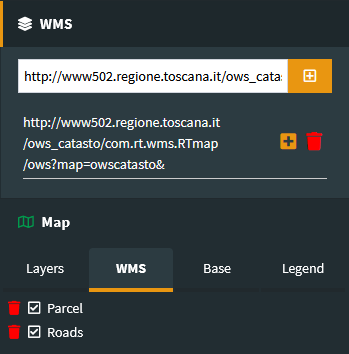 WMS
http://www502.regione.toscana.it/ows_catas
http://www502.regione.toscana.it
/ows_catasto/com.rt.wms.RTmap
/ows?map=owscatasto&
Map
Layers WMS Base Legend
Parcel
Roads